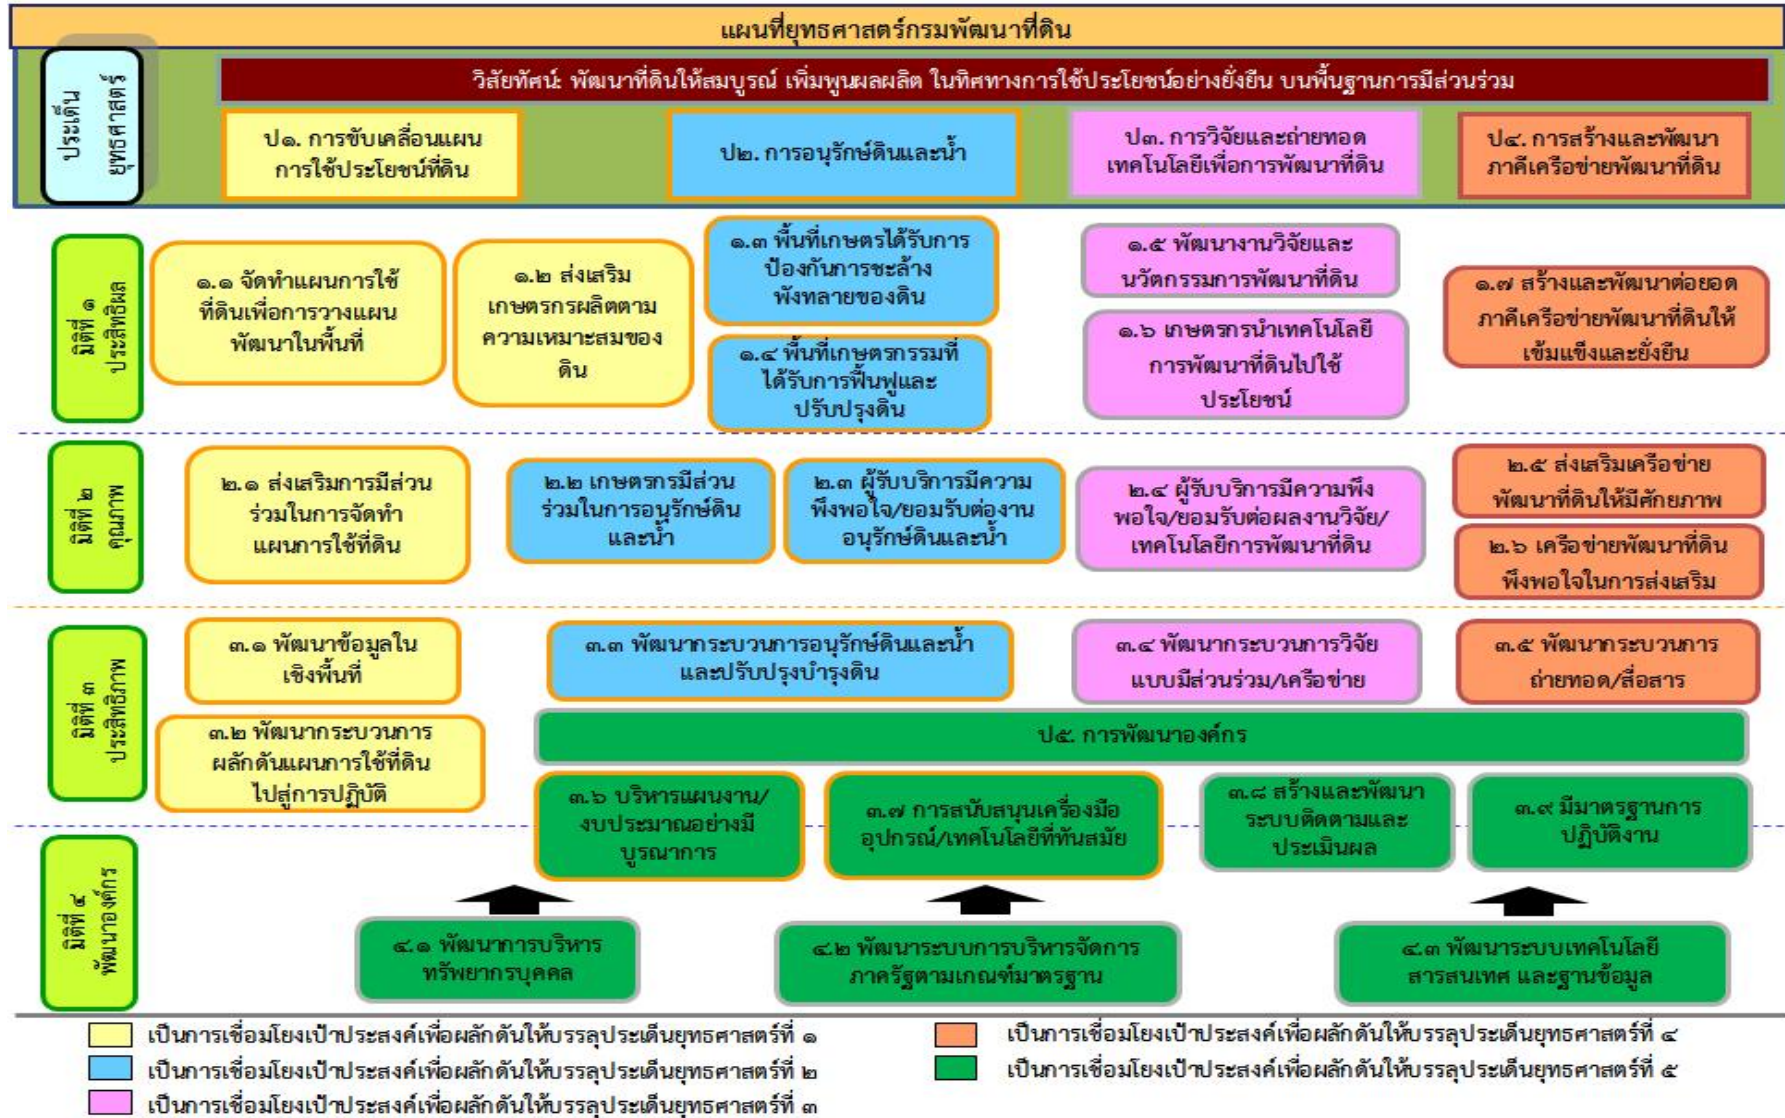 แผนที่ยุทธศาสตร์กรมพัฒนาที่ดิน
ประเด็น
ยุทธศาสตร์
วิสัยทัศน์: พัฒนาที่ดินให้สมบูรณ์ เพิ่มพูนผลผลิต ในทิศทางการใช้ประโยชน์อย่างยั่งยืน บนพื้นฐานการมีส่วนร่วม
ป๑. การขับเคลื่อนแผน
การใช้ประโยชน์ที่ดิน
ป๒. การอนุรักษ์ดินและน้ำ
ป๓. การวิจัยและถ่ายทอด
เทคโนโลยีเพื่อการพัฒนาที่ดิน
ป๔. การสร้างและพัฒนา
ภาคีเครือข่ายพัฒนาที่ดิน
มิติที่ ๑
ประสิทธิผล
๑.๑ จัดทำแผนการใช้
ที่ดินเพื่อการวางแผน
พัฒนาในพื้นที่
๑.๒ ส่งเสริม
เกษตรกรผลิตตาม
ความเหมาะสมของ
ดิน
๑.๓ พื้นที่เกษตรได้รับการ
ป้องกันการชะล้าง
พังทลายของดิน
๑.๔ พื้นที่เกษตรกรรมที่
ได้รับการฟื้นฟูและ
ปรับปรุงดิน
๑.๕ พัฒนางานวิจัยและ
นวัตกรรมการพัฒนาที่ดิน
๑.๖ เกษตรกรนำเทคโนโลยี
การพัฒนาที่ดินไปใช้
ประโยชน์
๑.๗ สร้างและพัฒนาต่อยอด
ภาคีเครือข่ายพัฒนาที่ดินให้
เข้มแข็งและยั่งยืน
มิติที่ ๒
คุณภาพ
๒.๑ ส่งเสริมการมีส่วน
ร่วมในการจัดทำ
แผนการใช้ที่ดิน
๒.๒ เกษตรกรมีส่วน
ร่วมในการอนุรักษ์ดิน
และน้ำ
๒.๓ ผู้รับบริการมีความ
พึงพอใจ/ยอมรับต่องาน
อนุรักษ์ดินและน้ำ
๒.๔ ผู้รับบริการมีความพึง
พอใจ/ยอมรับต่อผลงานวิจัย/
เทคโนโลยีการพัฒนาที่ดิน
๒.๕ ส่งเสริมเครือข่าย
พัฒนาที่ดินให้มีศักยภาพ
๒.๖ เครือข่ายพัฒนาที่ดิน
พึงพอใจในการส่งเสริม
มิติที่ ๓
ประสิทธิภาพ
๓.๑ พัฒนาข้อมูลใน
เชิงพื้นที่
๓.๒ พัฒนากระบวนการ
ผลักดันแผนการใช้ที่ดิน
ไปสู่การปฏิบัติ
๓.๓ พัฒนากระบวนการอนุรักษ์ดินและน้ำ
และปรับปรุงบำรุงดิน
๓.๔ พัฒนากระบวนการวิจัย
แบบมีส่วนร่วม/เครือข่าย
๓.๕ พัฒนากระบวนการ
ถ่ายทอด/สื่อสาร
ป๕. การพัฒนาองค์กร
๓.๖ บริหารแผนงาน/
งบประมาณอย่างมี
บูรณาการ
๓.๗ การสนับสนุนเครื่องมือ
อุปกรณ์/เทคโนโลยีที่ทันสมัย
๓.๘ สร้างและพัฒนา
ระบบติดตามและ
ประเมินผล
๓.๙ มีมาตรฐานการ
ปฏิบัติงาน
มิติที่ ๔
พัฒนาองค์กร
๔.๑ พัฒนาการบริหาร
ทรัพยากรบุคคล
๔.๒ พัฒนาระบบการบริหารจัดการ
ภาครัฐตามเกณฑ์มาตรฐาน
๔.๓ พัฒนาระบบเทคโนโลยี
สารสนเทศ และฐานข้อมูล
เป็นการเชื่อมโยงเป้าประสงค์เพื่อผลักดันให้บรรลุประเด็นยุทธศาสตร์ที่ ๑
เป็นการเชื่อมโยงเป้าประสงค์เพื่อผลักดันให้บรรลุประเด็นยุทธศาสตร์ที่ ๒
เป็นการเชื่อมโยงเป้าประสงค์เพื่อผลักดันให้บรรลุประเด็นยุทธศาสตร์ที่ ๓
เป็นการเชื่อมโยงเป้าประสงค์เพื่อผลักดันให้บรรลุประเด็นยุทธศาสตร์ที่ ๔
เป็นการเชื่อมโยงเป้าประสงค์เพื่อผลักดันให้บรรลุประเด็นยุทธศาสตร์ที่ ๕